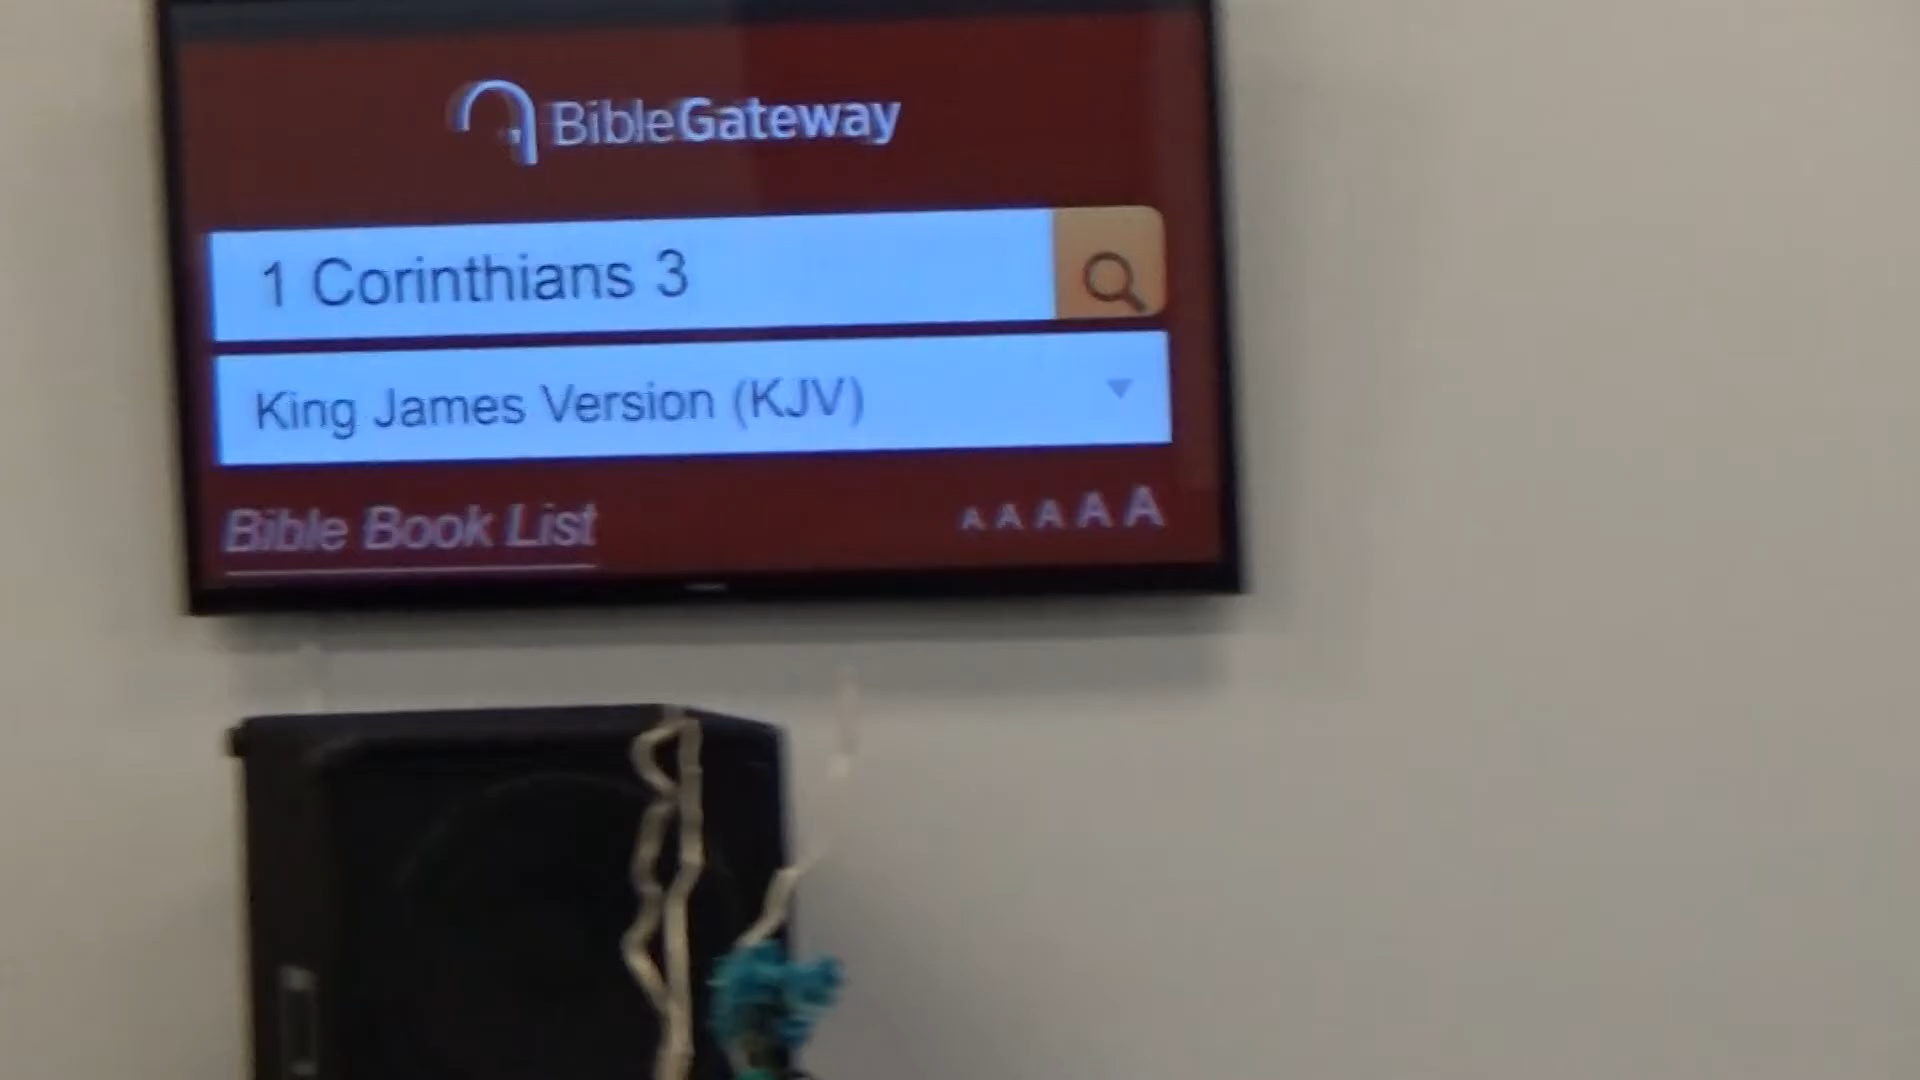 BibleGateway
1 Corinthians 3
King James Version (KJV)
Bible Book List
A A A A A